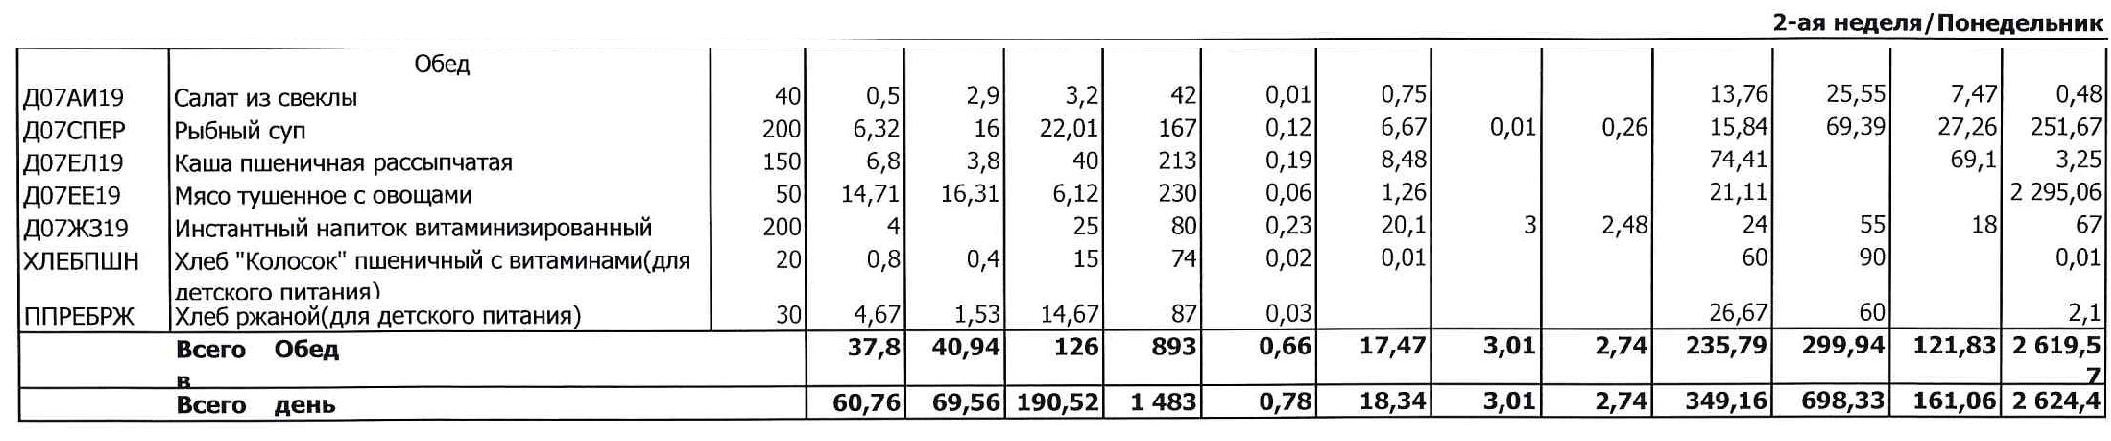 2-ая неделя/Понедельник
Обед
Д07АИ19 Салат из свеклы 40 0,5 2,9 3,2 42 0,01 0,75 13,76 25,55 7,47 0,48
Д07СПЕР Рыбный суп 200 6,32 16 22,01 167 0,12 6,67 0,01 0,26 15,84 69,39 27,26 251,67
Д07ЕЛ19 Каша пшеничная рассыпчатая 150 6,8 3,8 40 213 0,19 8,48 74,41 69,1 3,25
Д07ЕЕ19 Мясо тушенное с овощами 50 14,71 16,31 6,12 230 0,06 1,26 21,11 2 295,06
Д07ЖЗ19 Инстантный напиток витаминизированный 200 4 25 80 0,23 20,1 3 2,48 24 55 18 67
ХЛЕБПШН Хлеб "Колосок" пшеничный с витаминами(для 20 0,8 0,4 15 74 0,02 0,01 60 90 0,01
детского питания)
ППРЕБРЖ Хлеб ржаной(для детского питания) 30 4,67 1,53 14,67 87 0,03 26,67 60 2,1
Всего Обед 37,8 40,94 126 893 0,66 17,47 3,01 2,74 235,79 299,94 121,83 2 619,5
в 7
Всего день 60,76 69,56 190,52 1 483 0,78 18,34 3,01 2,74 349,16 698,33 161,06 2 624,4